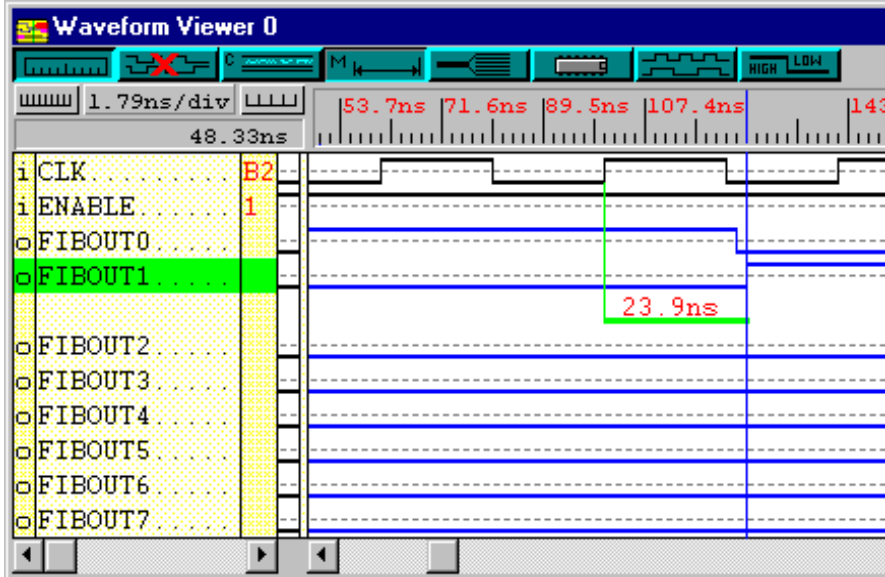 Waveform Viewer 0
C M HIGH LOW
1.79ns/div 53.7ns 71.6ns 89.5ns 107.4ns 143
48.33ns
i CLK......... B2
i ENABLE...... 1
o FIBOUT0.....
o FIBOUT1.....
23.9ns
o FIBOUT2.....
o FIBOUT3.....
o FIBOUT4.....
o FIBOUT5.....
o FIBOUT6.....
o FIBOUT7.....